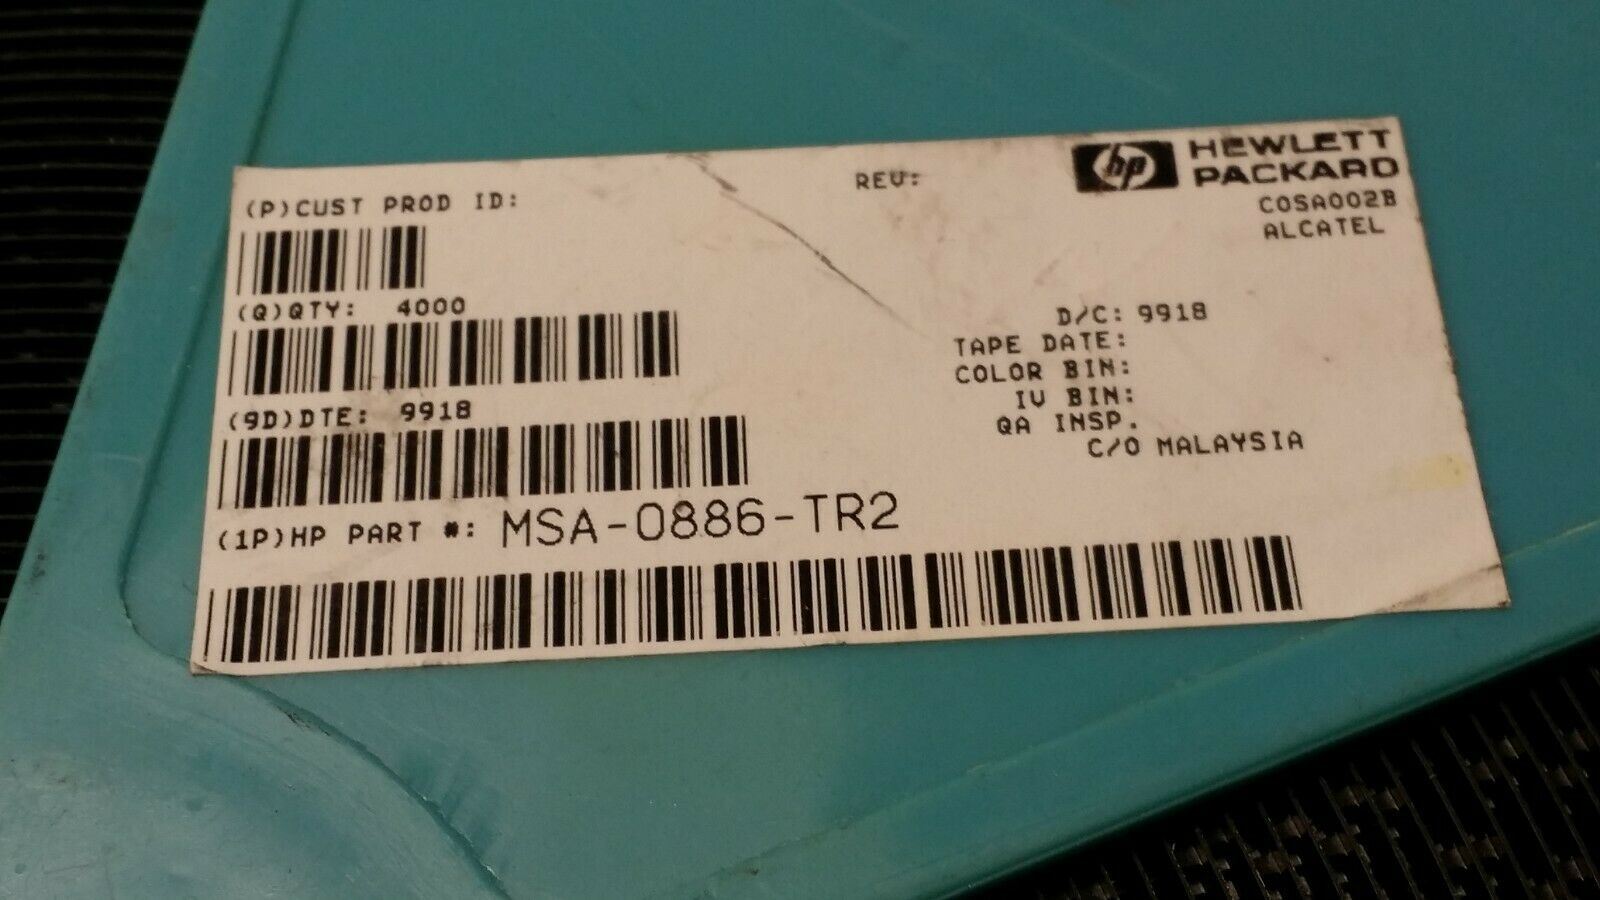 (P)CUST PROD ID:
REV:
hp HEWLETT PACKARD
COSA002B
ALCATEL
(Q)QTY: 4000
D/C: 9918
TAPE DATE:
COLOR BIN:
IV BIN:
QA INSP.
C/O MALAYSIA
(9D)DTE: 9918
(1P)HP PART #: MSA-0886-TR2